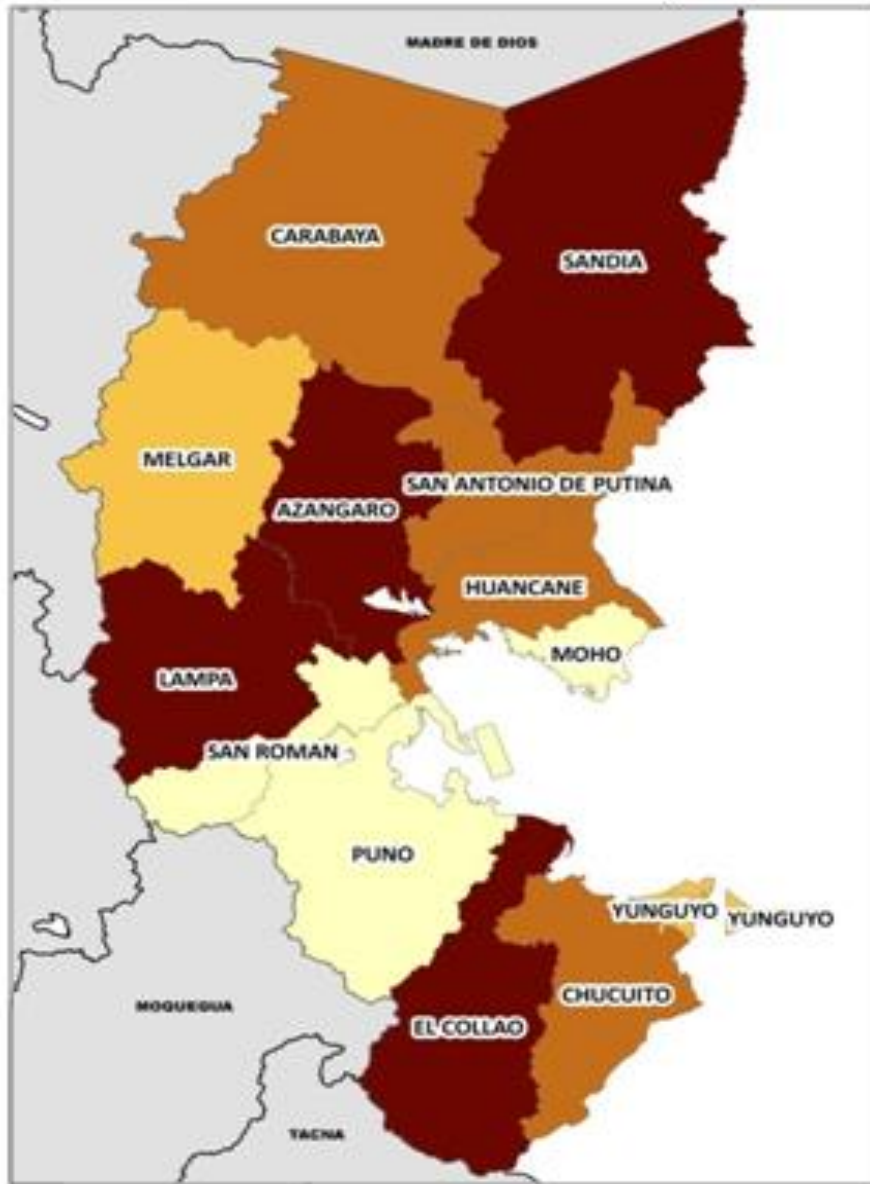 MADRE DE DIOS
CARABAYA
SANDIA
MELGAR
SAN ANTONIO DE PUTINA
AZANGARO
HUANCANE
MOHO
LAMPA
SAN ROMAN
PUNO
YUNGUYO
YUNGUYO
CHUCUITO
MOQUEGUA
EL COLLAO
TACNA